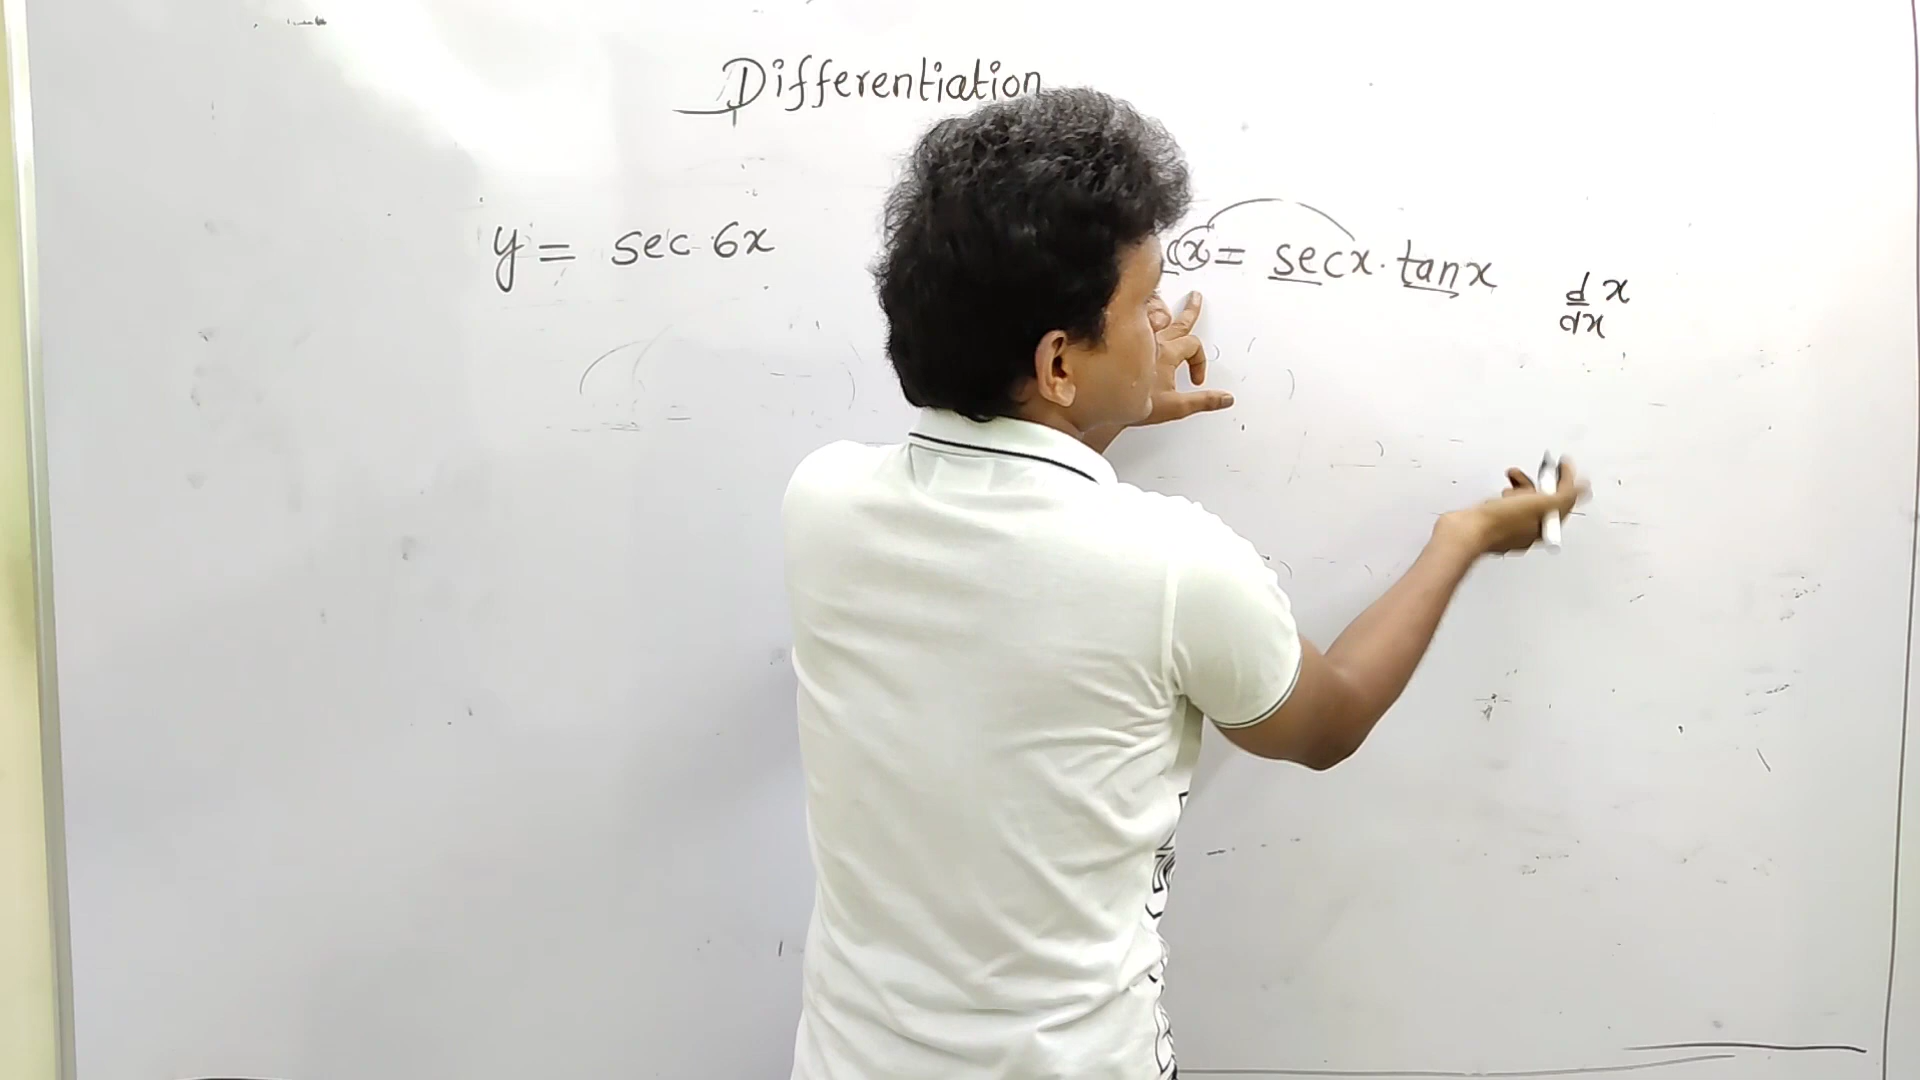 Differentiation
y = sec 6x
x = secx . tanx
d/dx x